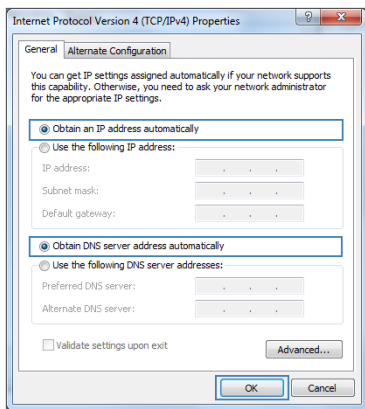 Internet Protocol Version 4 (TCP/IPv4) Properties
General
Alternate Configuration
You can get IP settings assigned automatically if your network supports
this capability. Otherwise, you need to ask your network administrator
for the appropriate IP settings.
Obtain an IP address automatically
Use the following IP address:
IP address:
Subnet mask:
Default gateway:
Obtain DNS server address automatically
Use the following DNS server addresses:
Preferred DNS server:
Alternate DNS server:
Validate settings upon exit
Advanced...
OK
Cancel